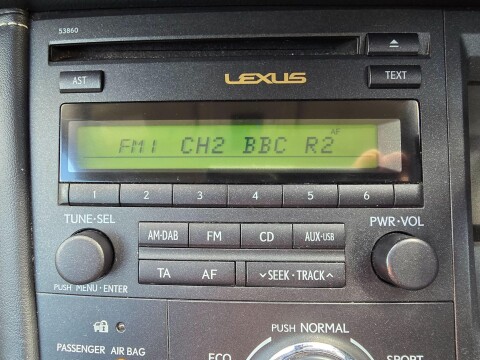 53860
AST LEXUS TEXT
AF
FM1 CH2 BBC R2
1 2 3 4 5 6
TUNE·SEL AM·DAB FM CD AUX·USB PWR·VOL
TA AF ∨SEEK·TRACK∧
PUSH MENU·ENTER
PASSENGER AIR BAG
PUSH NORMAL
ECO SPORT